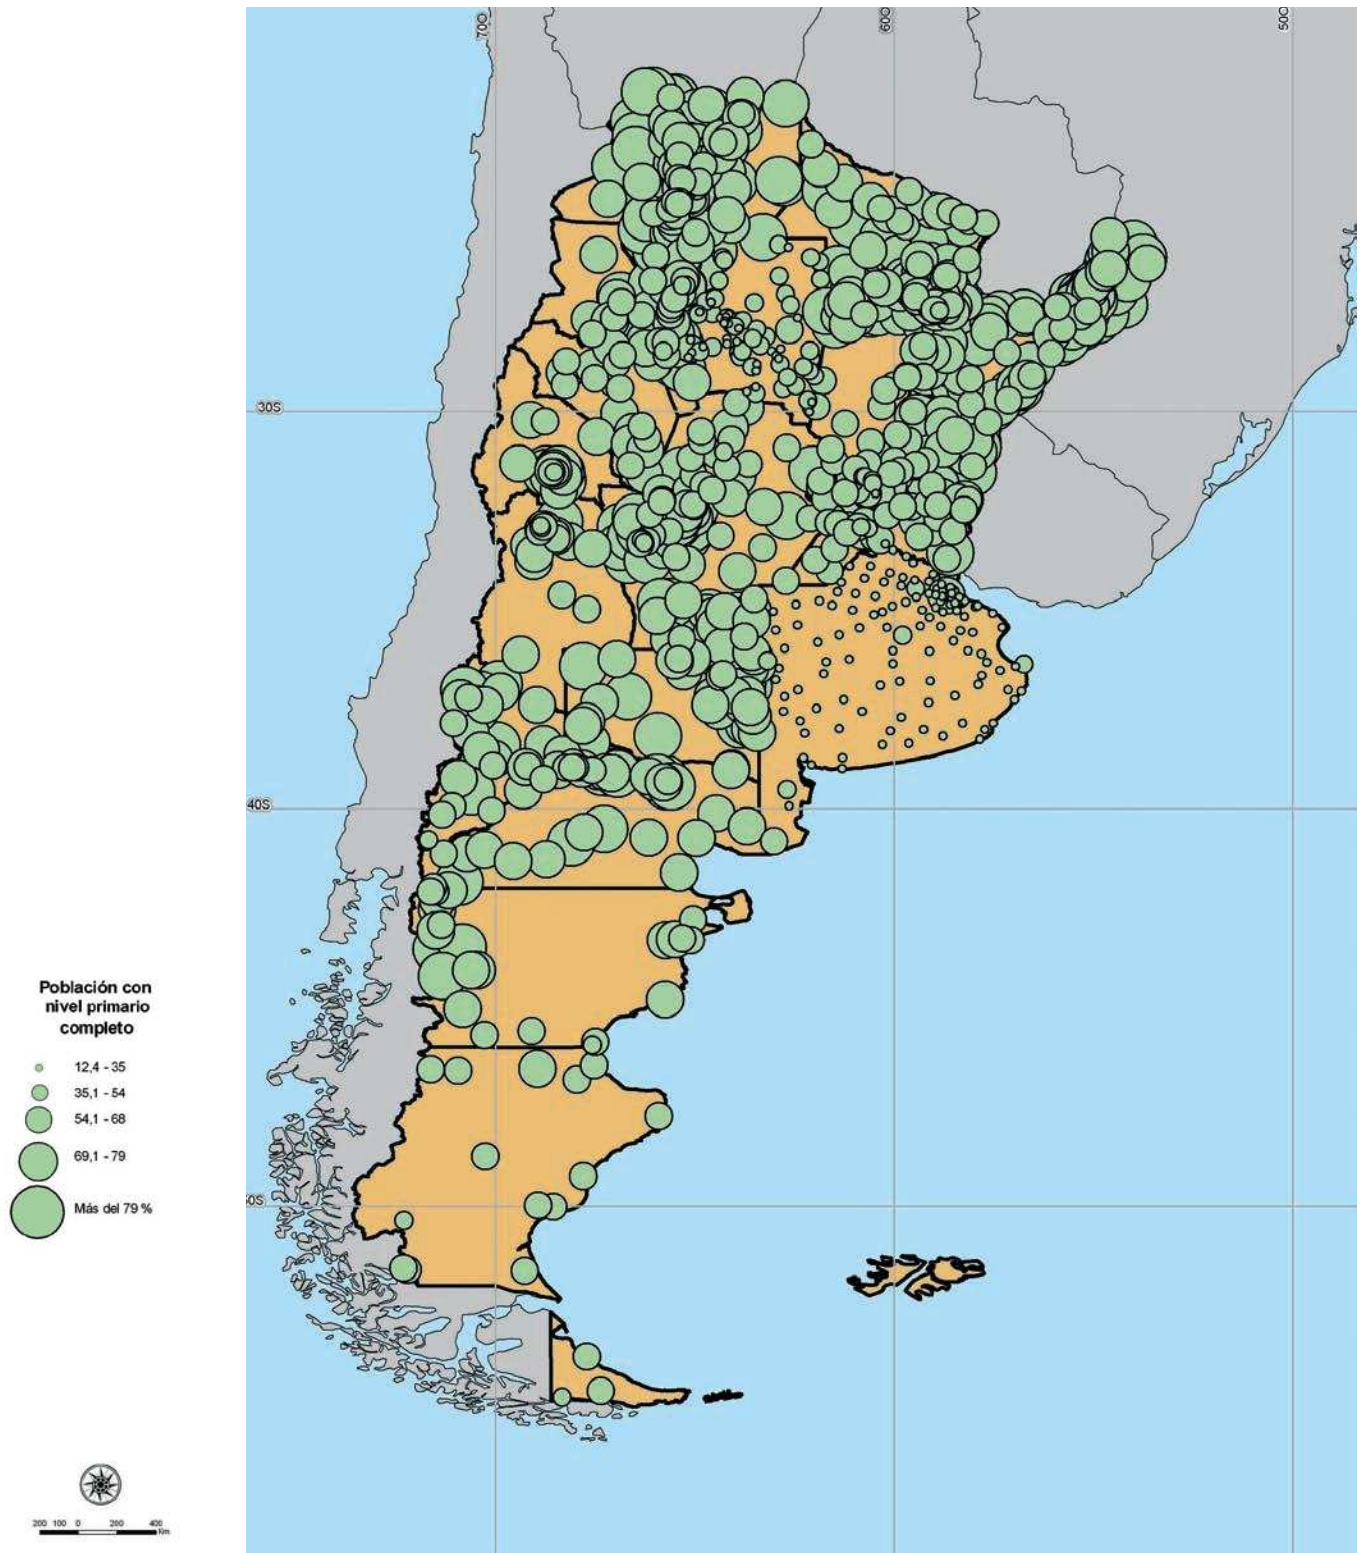 70O
60O
50O
30S
40S
50S
Población con
nivel primario
completo
12,4 - 35
35,1 - 54
54,1 - 68
69,1 - 79
Más del 79 %
200 100 0 200 400
Km